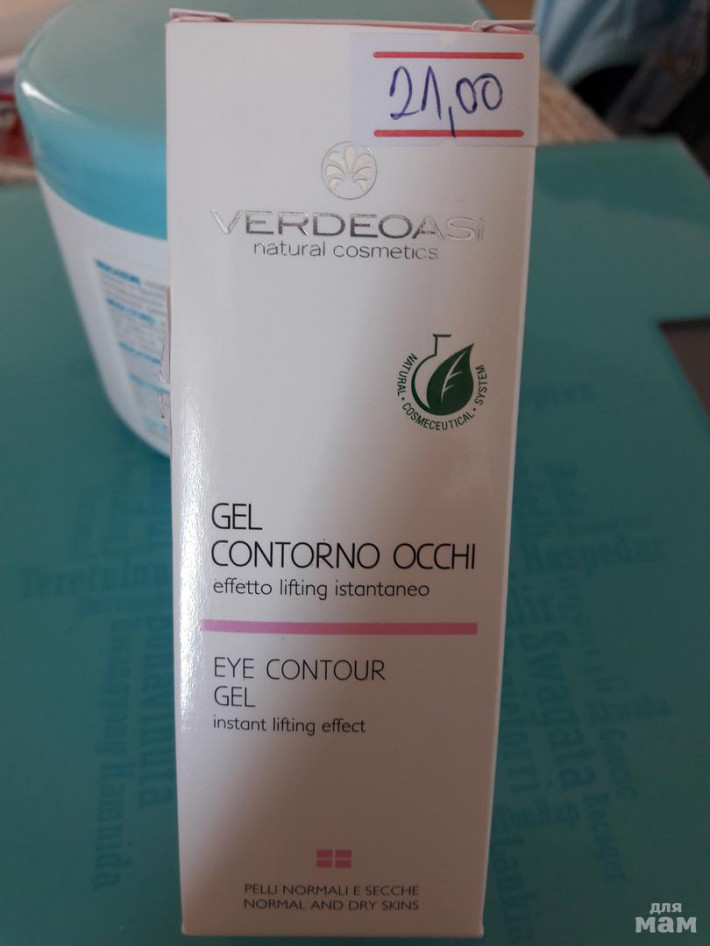 21,00
VERDEOASI
natural cosmetics
NATURAL • COSMECEUTICAL • SYSTEM
GEL
CONTORNO OCCHI
effetto lifting istantaneo
EYE CONTOUR
GEL
instant lifting effect
PELLI NORMALI E SECCHE
NORMAL AND DRY SKINS
Swagata
для
мам